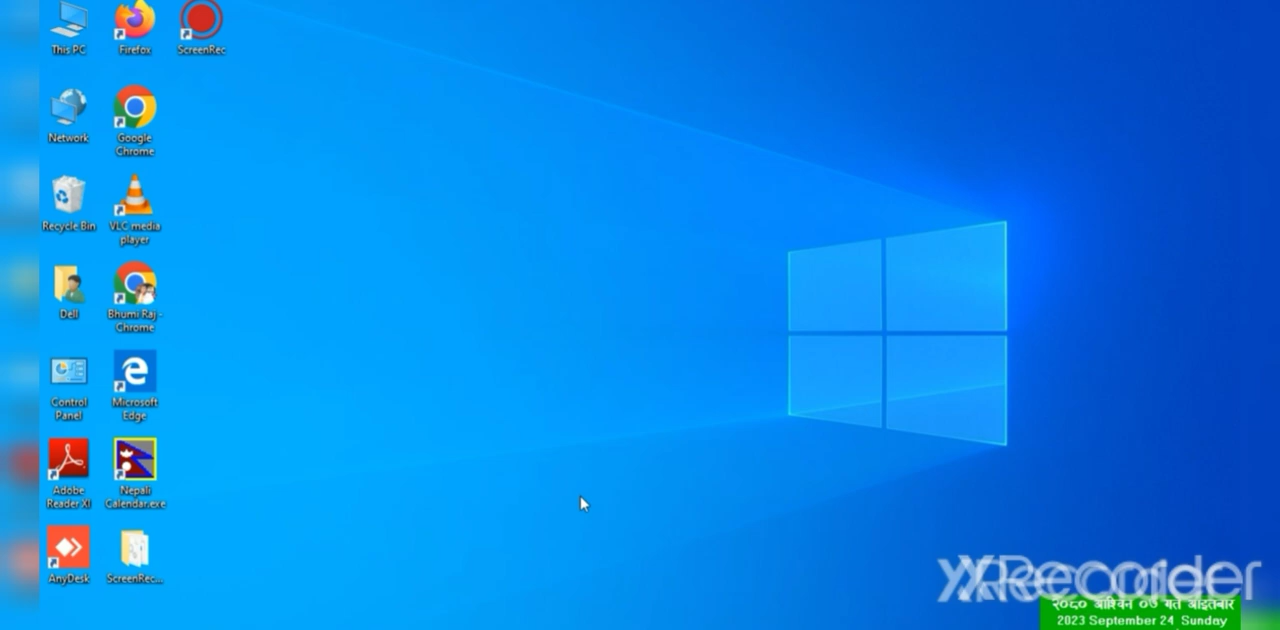 This PC
Firefox
ScreenRec
Network
Google
Chrome
Recycle Bin
VLC media
player
Dell
Bhumi Raj -
Chrome
Control
Panel
Microsoft
Edge
Adobe
Reader XI
Nepali
Calendar.exe
AnyDesk
ScreenRec...
XRecorder
२०८० आश्विन ०७ गते आइतबार
2023 September 24 Sunday